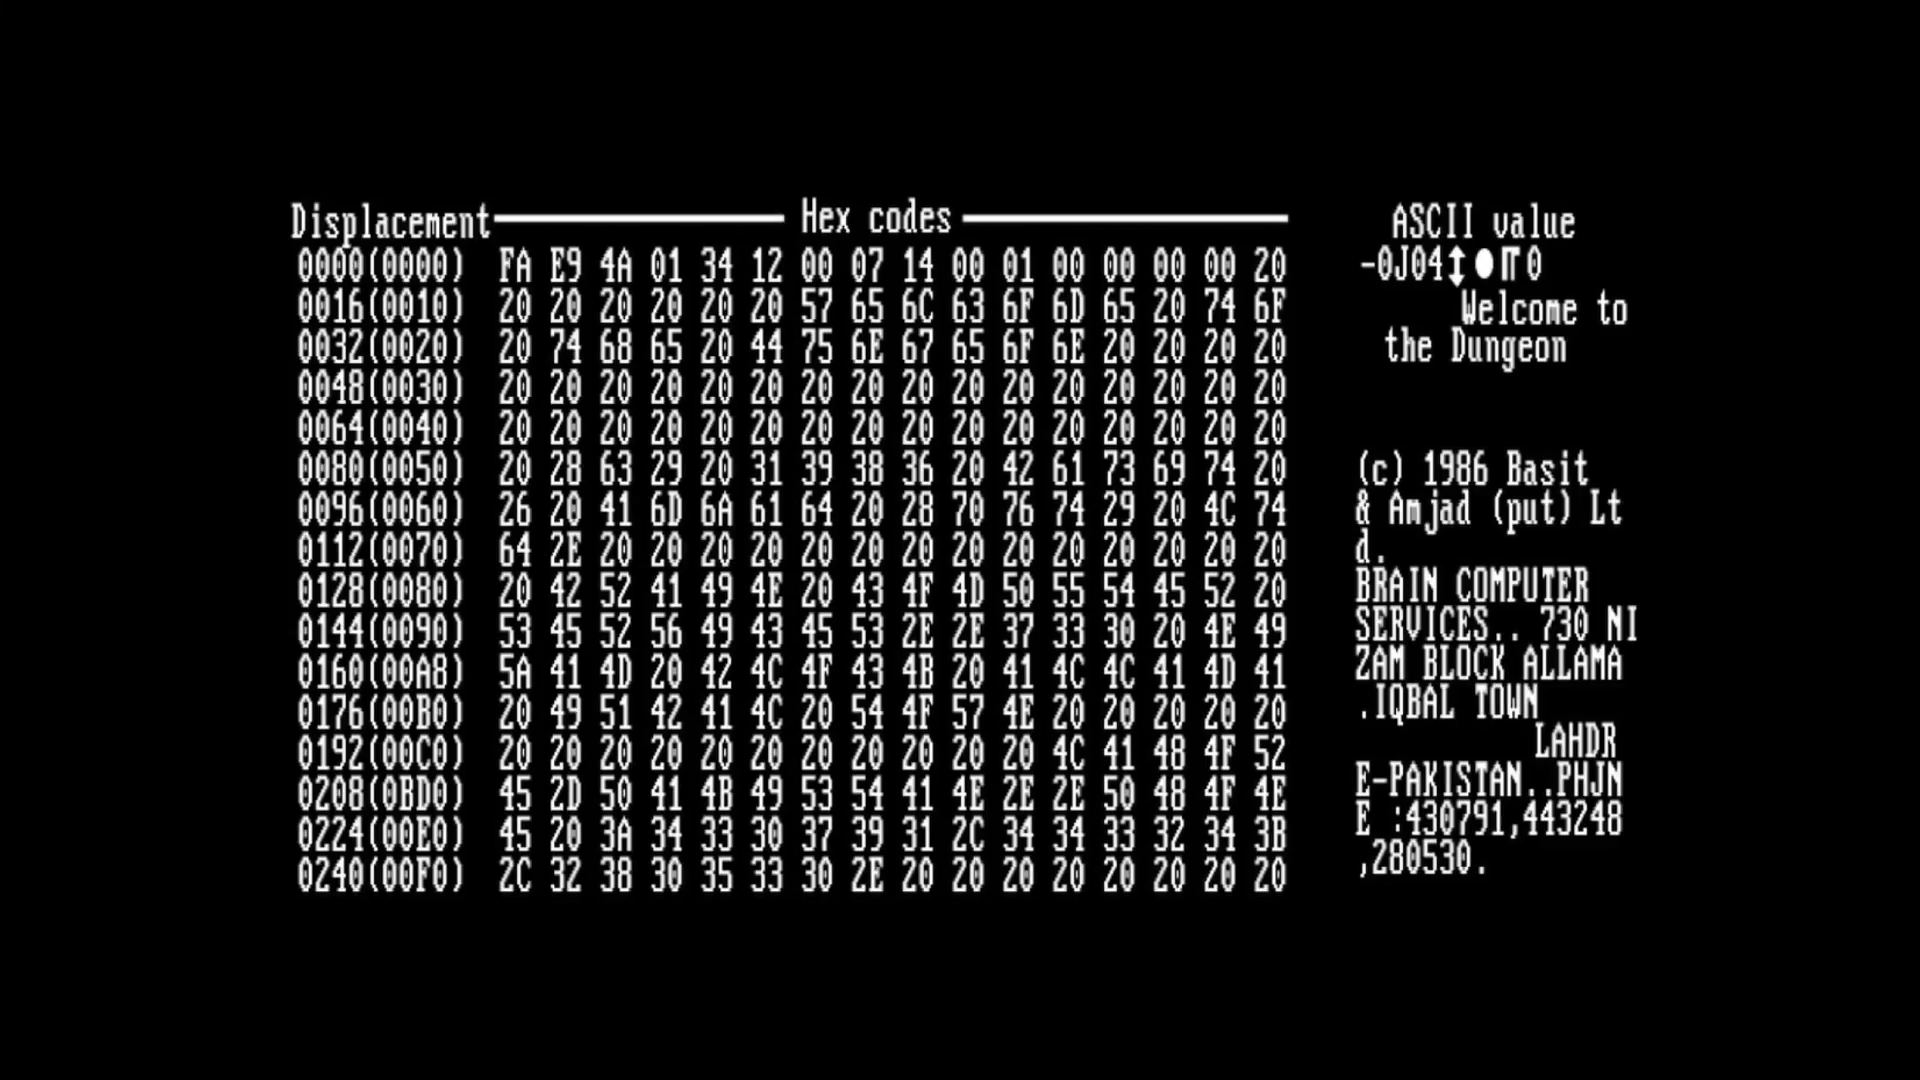 Displacement Hex codes ASCII value
0000(0000) FA E9 4A 01 34 12 00 07 14 00 01 00 00 00 00 20 -0J04↕●π0
0016(0010) 20 20 20 20 20 20 57 65 6C 63 6F 6D 65 20 74 6F Welcome to
0032(0020) 20 74 68 65 20 44 75 6E 67 65 6F 6E 20 20 20 20 the Dungeon
0048(0030) 20 20 20 20 20 20 20 20 20 20 20 20 20 20 20 20
0064(0040) 20 20 20 20 20 20 20 20 20 20 20 20 20 20 20 20
0080(0050) 20 28 63 29 20 31 39 38 36 20 42 61 73 69 74 20 (c) 1986 Basit
0096(0060) 26 20 41 6D 6A 61 64 20 28 70 76 74 29 20 4C 74 & Amjad (put) Lt
0112(0070) 64 2E 20 20 20 20 20 20 20 20 20 20 20 20 20 20 d.
0128(0080) 20 42 52 41 49 4E 20 43 4F 4D 50 55 54 45 52 20 BRAIN COMPUTER
0144(0090) 53 45 52 56 49 43 45 53 2E 2E 37 33 30 20 4E 49 SERVICES.. 730 NI
0160(00A8) 5A 41 4D 20 42 4C 4F 43 4B 20 41 4C 4C 41 4D 41 ZAM BLOCK ALLAMA
0176(00B0) 20 49 51 42 41 4C 20 54 4F 57 4E 20 20 20 20 20 .IQBAL TOWN
0192(00C0) 20 20 20 20 20 20 20 20 20 20 20 4C 41 48 4F 52 LAHDR
0208(0BD0) 45 2D 50 41 4B 49 53 54 41 4E 2E 2E 50 48 4F 4E E-PAKISTAN..PHJN
0224(00E0) 45 20 3A 34 33 30 37 39 31 2C 34 34 33 32 34 3B E :430791,443248
0240(00F0) 2C 32 38 30 35 33 30 2E 20 20 20 20 20 20 20 20 ,280530.